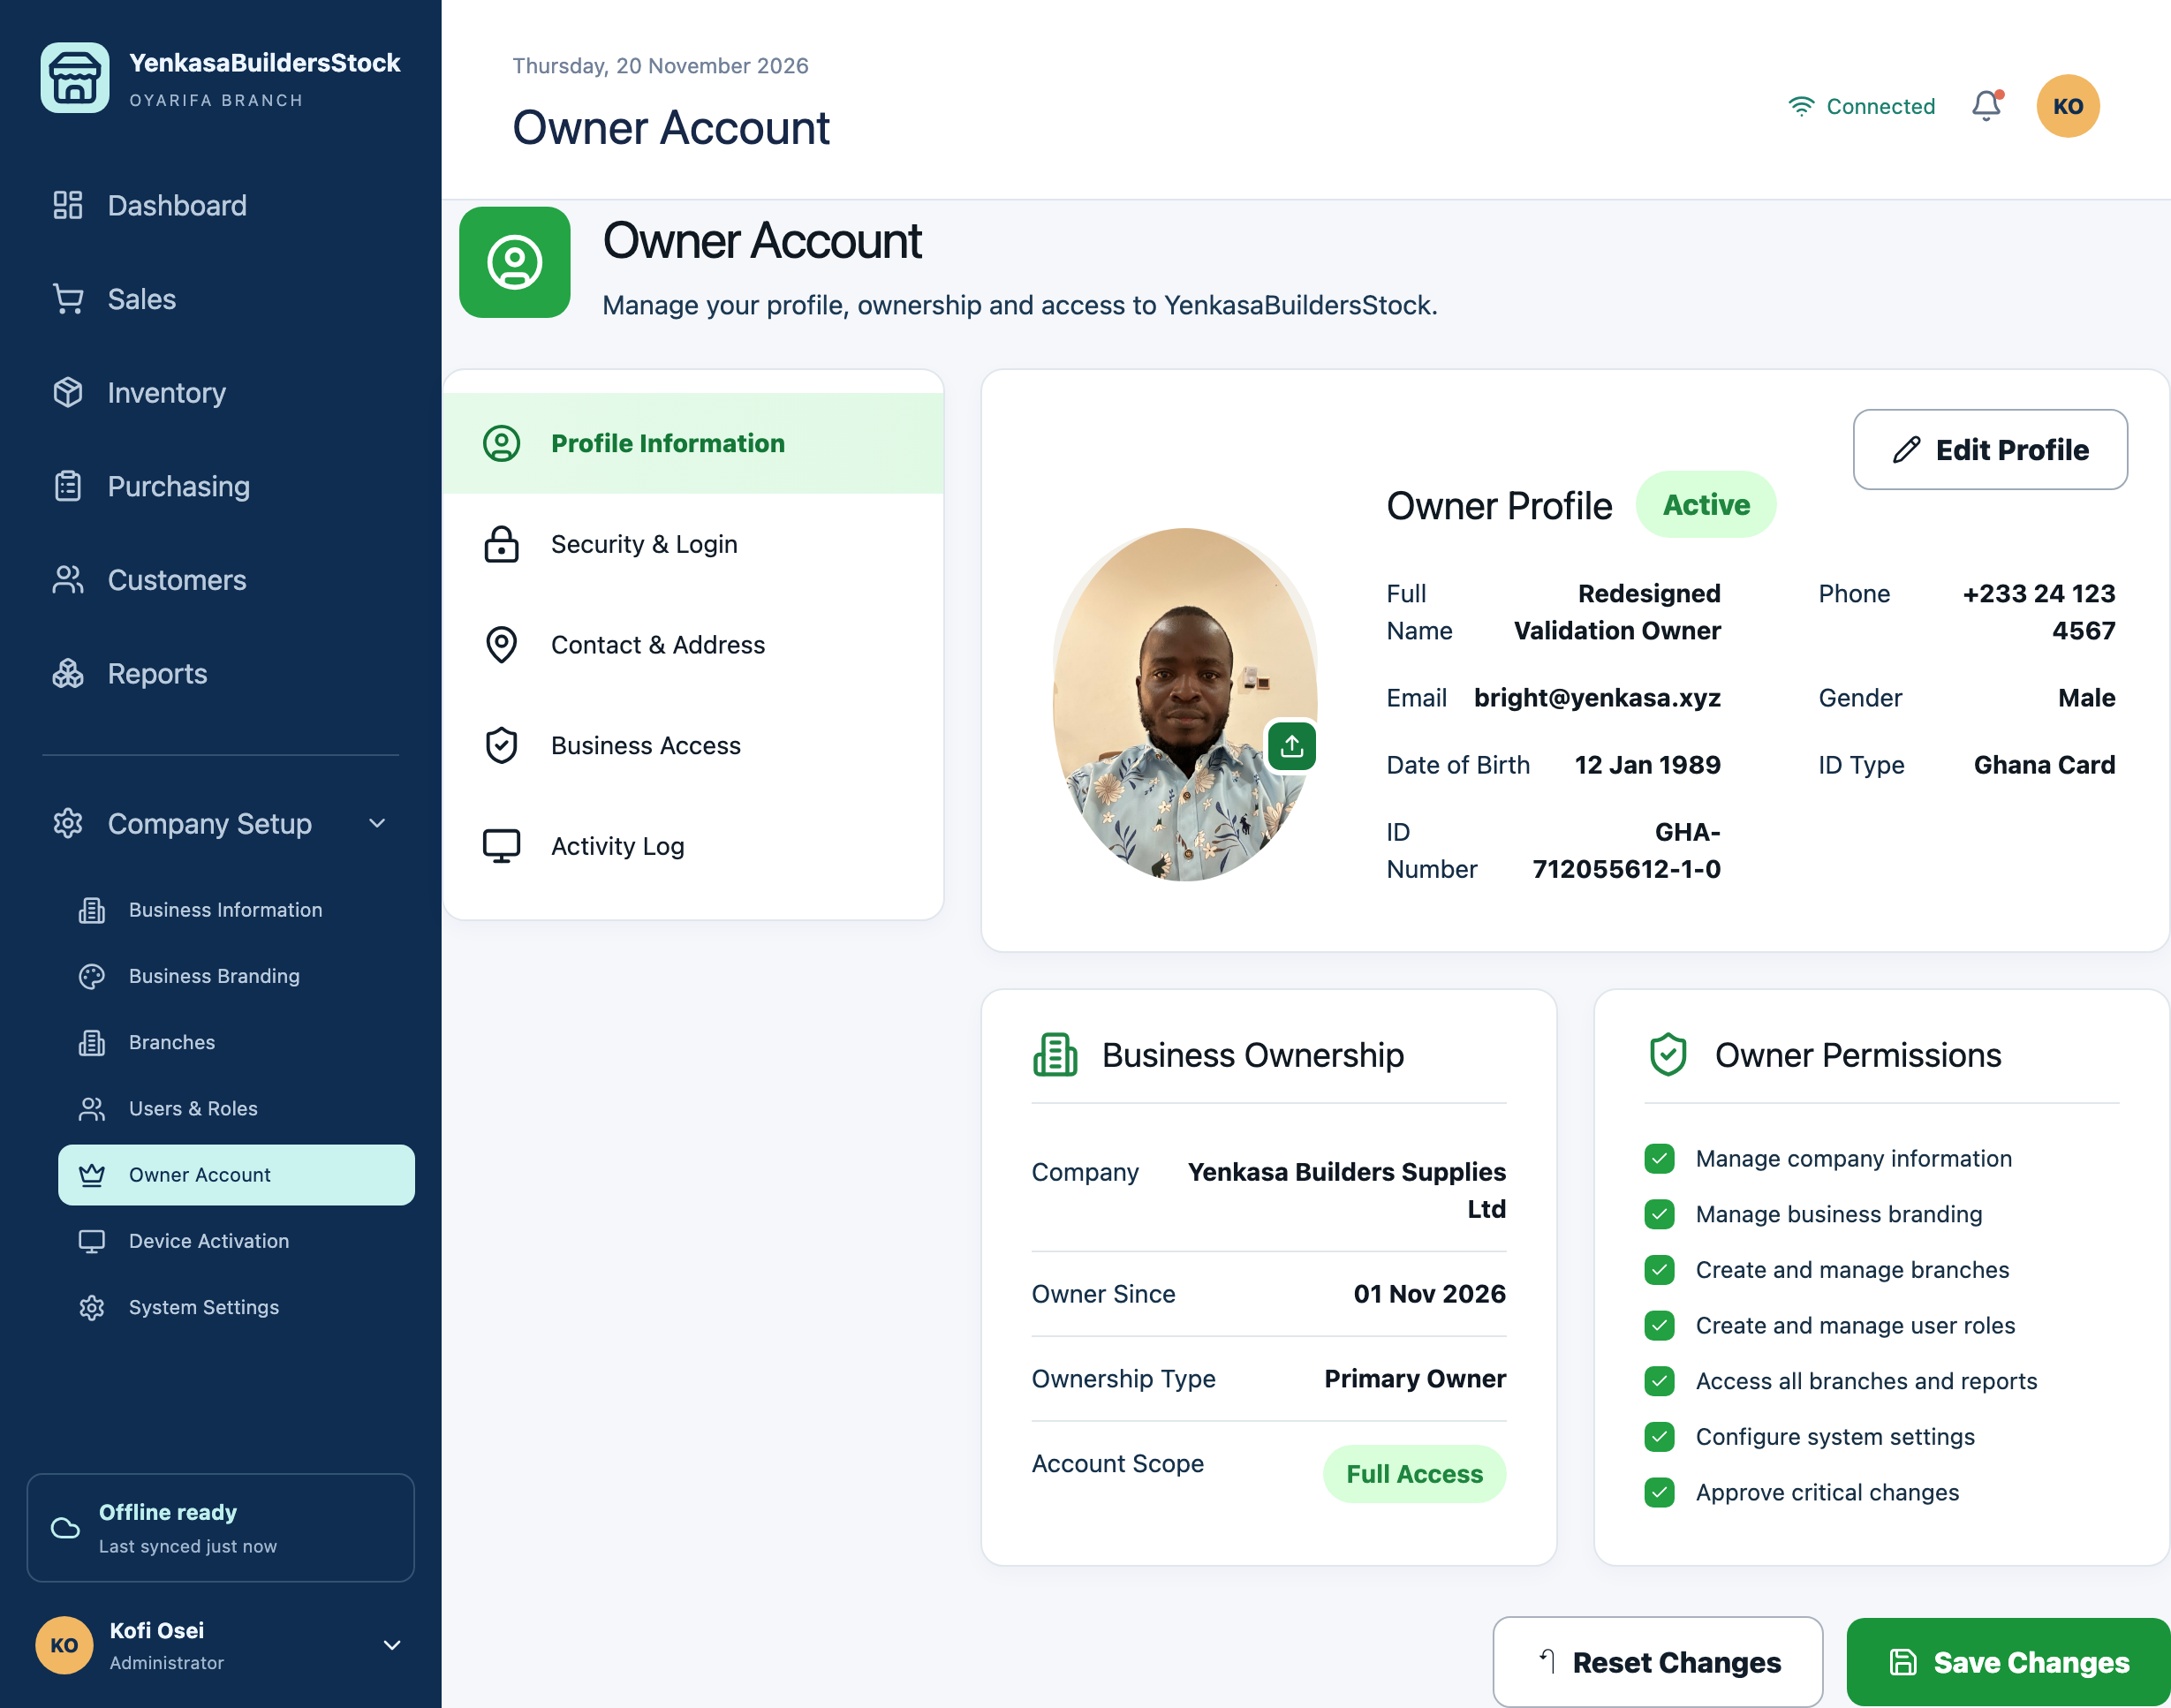 YenkasaBuildersStock
OYARIFA BRANCH
Dashboard
Sales
Inventory
Purchasing
Customers
Reports
Company Setup
Business Information
Business Branding
Branches
Users & Roles
Owner Account
Device Activation
System Settings
Offline ready
Last synced just now
KO
Kofi Osei
Administrator
Thursday, 20 November 2026
Owner Account
Connected
KO
Owner Account
Manage your profile, ownership and access to YenkasaBuildersStock.
Profile Information
Security & Login
Contact & Address
Business Access
Activity Log
Edit Profile
Owner Profile
Active
Full Name
Redesigned
Validation Owner
Phone
+233 24 123
4567
Email
bright@yenkasa.xyz
Gender
Male
Date of Birth
12 Jan 1989
ID Type
Ghana Card
ID Number
GHA-
712055612-1-0
Business Ownership
Company
Yenkasa Builders Supplies
Ltd
Owner Since
01 Nov 2026
Ownership Type
Primary Owner
Account Scope
Full Access
Owner Permissions
Manage company information
Manage business branding
Create and manage branches
Create and manage user roles
Access all branches and reports
Configure system settings
Approve critical changes
Reset Changes
Save Changes